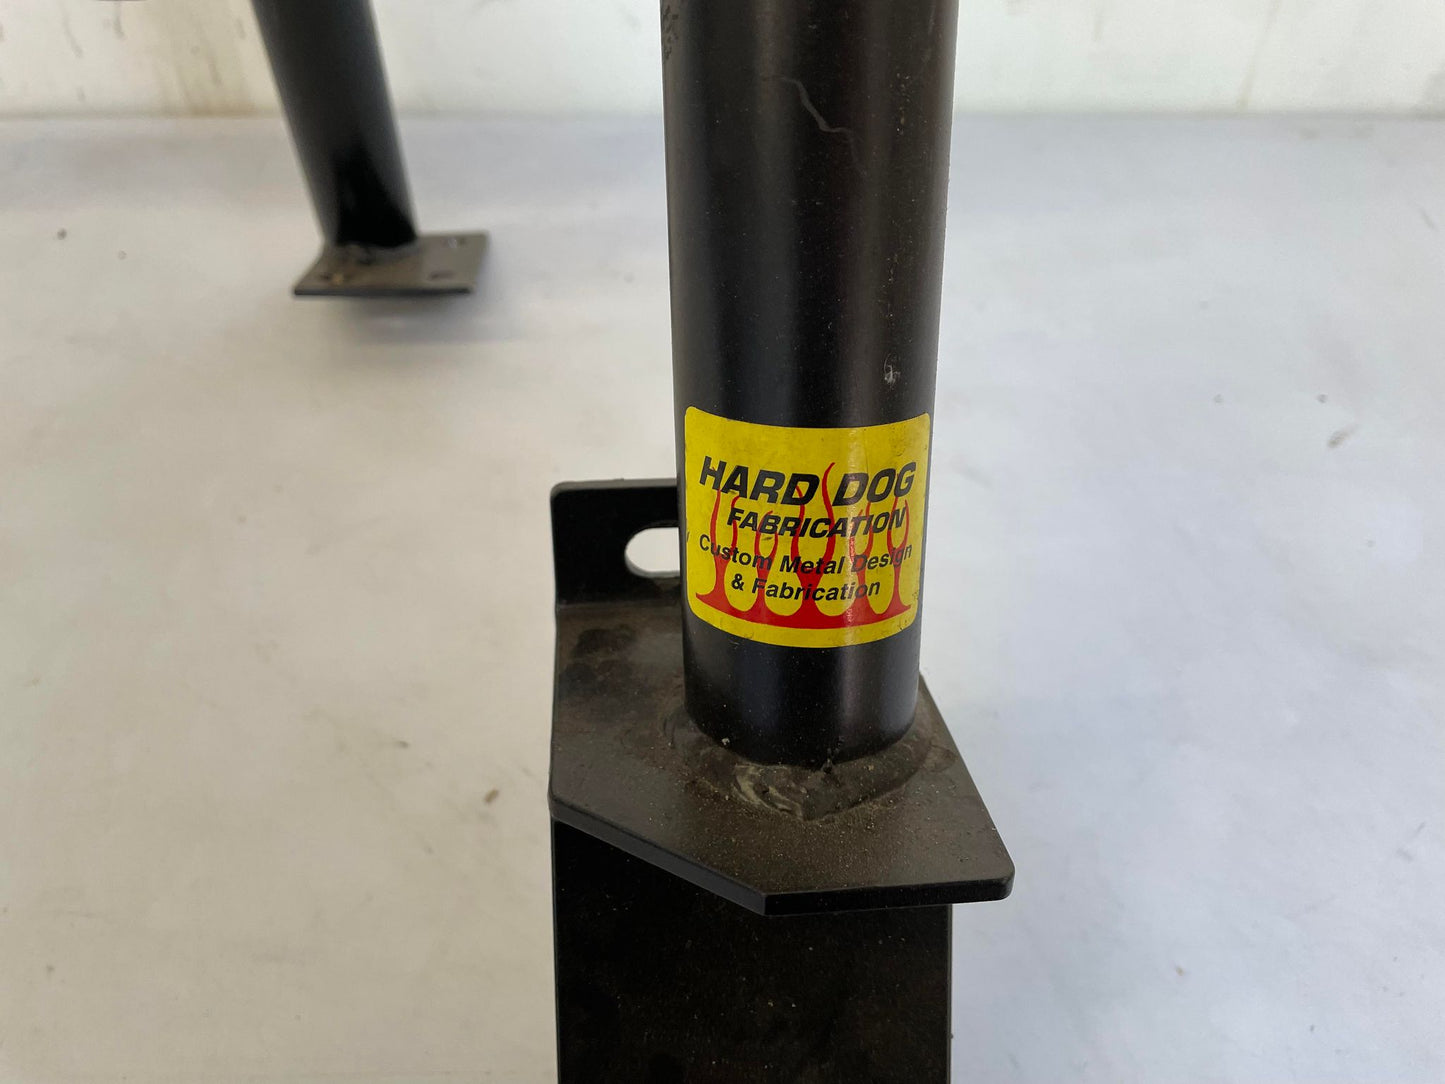 HARD DOG
FABRICATION
Custom Metal Design
& Fabrication